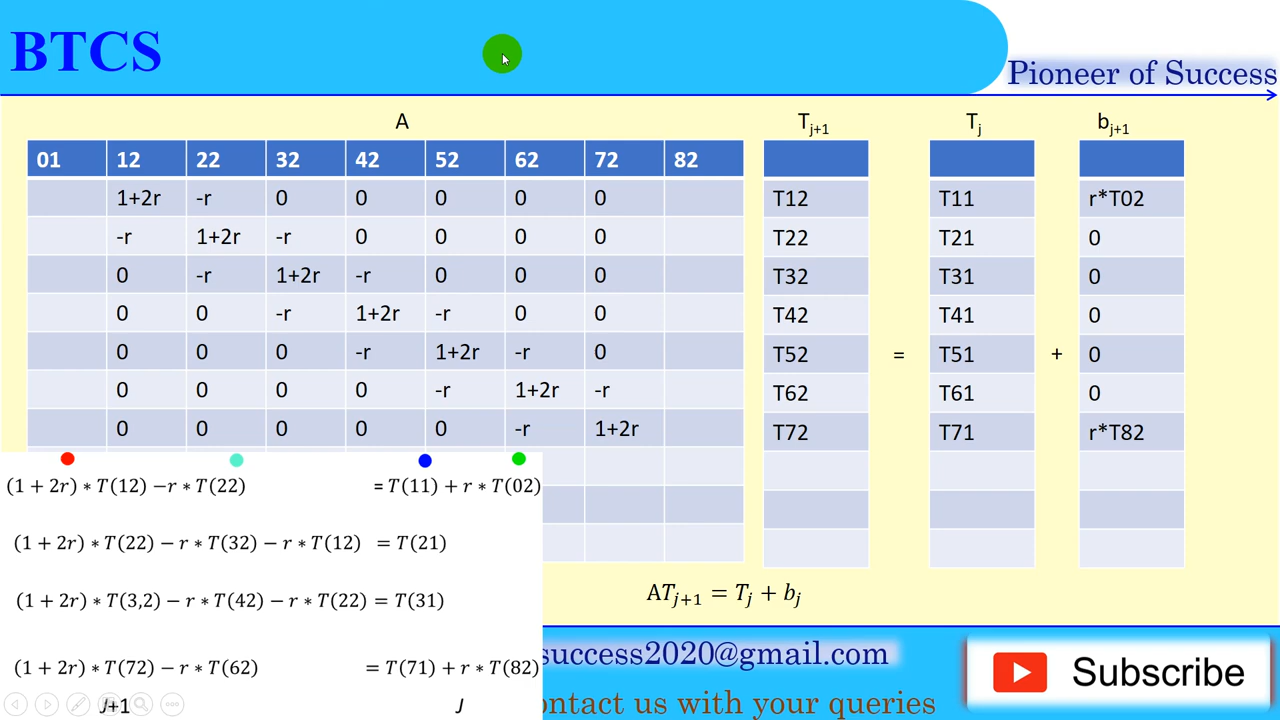 BTCS
Pioneer of Success
A T_{j+1} T_j b_{j+1}
01 12 22 32 42 52 62 72 82
1+2r -r 0 0 0 0 0 T12 T11 r*T02
-r 1+2r -r 0 0 0 0 T22 T21 0
0 -r 1+2r -r 0 0 0 T32 T31 0
0 0 -r 1+2r -r 0 0 T42 T41 0
0 0 0 -r 1+2r -r 0 T52 = T51 + 0
0 0 0 0 -r 1+2r -r T62 T61 0
0 0 0 0 0 -r 1+2r T72 T71 r*T82
(1 + 2r) ∗ T(12) −r ∗ T(22) = T(11) + r ∗ T(02)
(1 + 2r) ∗ T(22) − r ∗ T(32) − r ∗ T(12) = T(21)
(1 + 2r) ∗ T(3,2) − r ∗ T(42) − r ∗ T(22) = T(31)
AT_{j+1} = T_j + b_j
(1 + 2r) ∗ T(72) − r ∗ T(62) = T(71) + r ∗ T(82)
J+1 J
success2020@gmail.com
ontact us with your queries
Subscribe